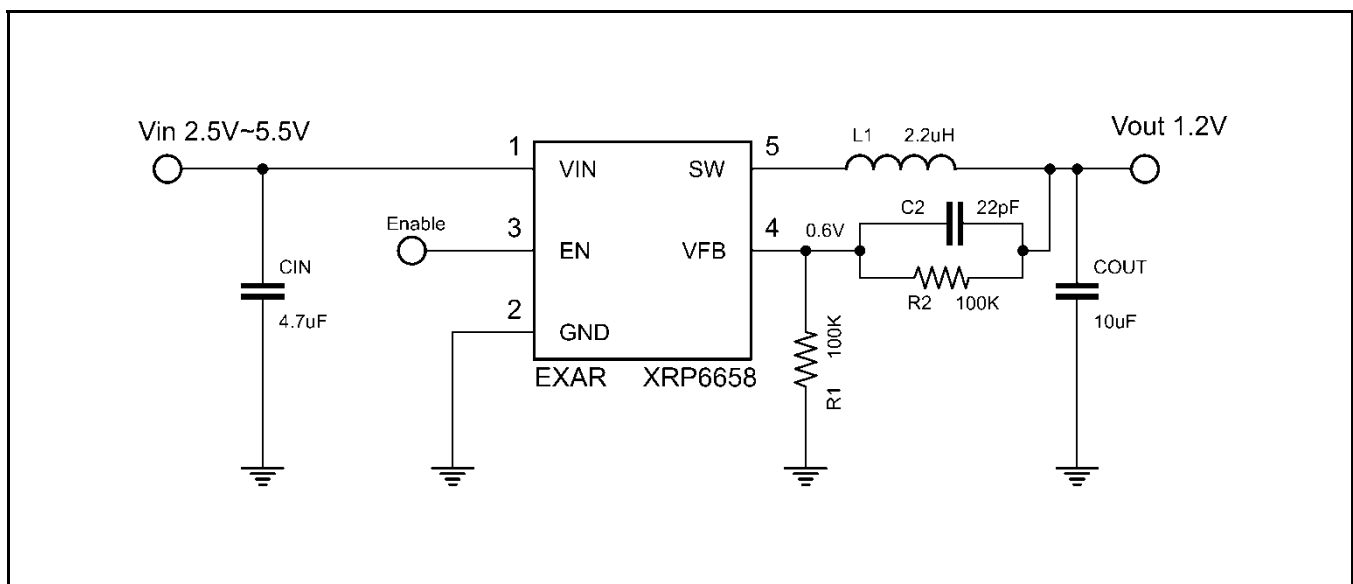 Vin 2.5V~5.5V
Vout 1.2V
1
VIN
SW
5
L1 2.2uH
Enable
3
EN
VFB
4
0.6V
C2 22pF
R2 100K
CIN
4.7uF
2
GND
R1 100K
COUT
10uF
EXAR XRP6658